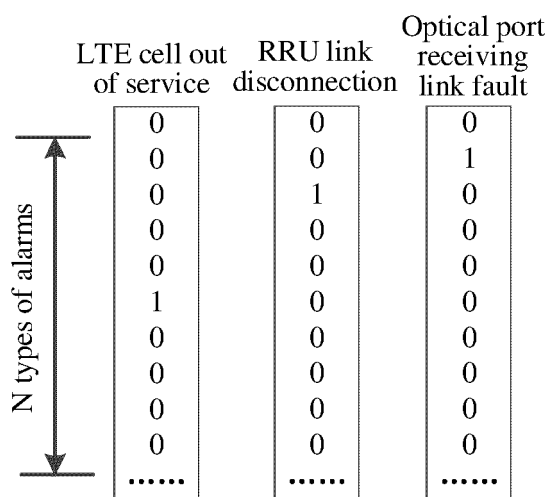 LTE cell out
of service
RRU link
disconnection
Optical port
receiving
link fault
N types of alarms
0 0 0
0 0 1
0 1 0
0 0 0
0 0 0
1 0 0
0 0 0
0 0 0
0 0 0
0 0 0
...... ...... ......